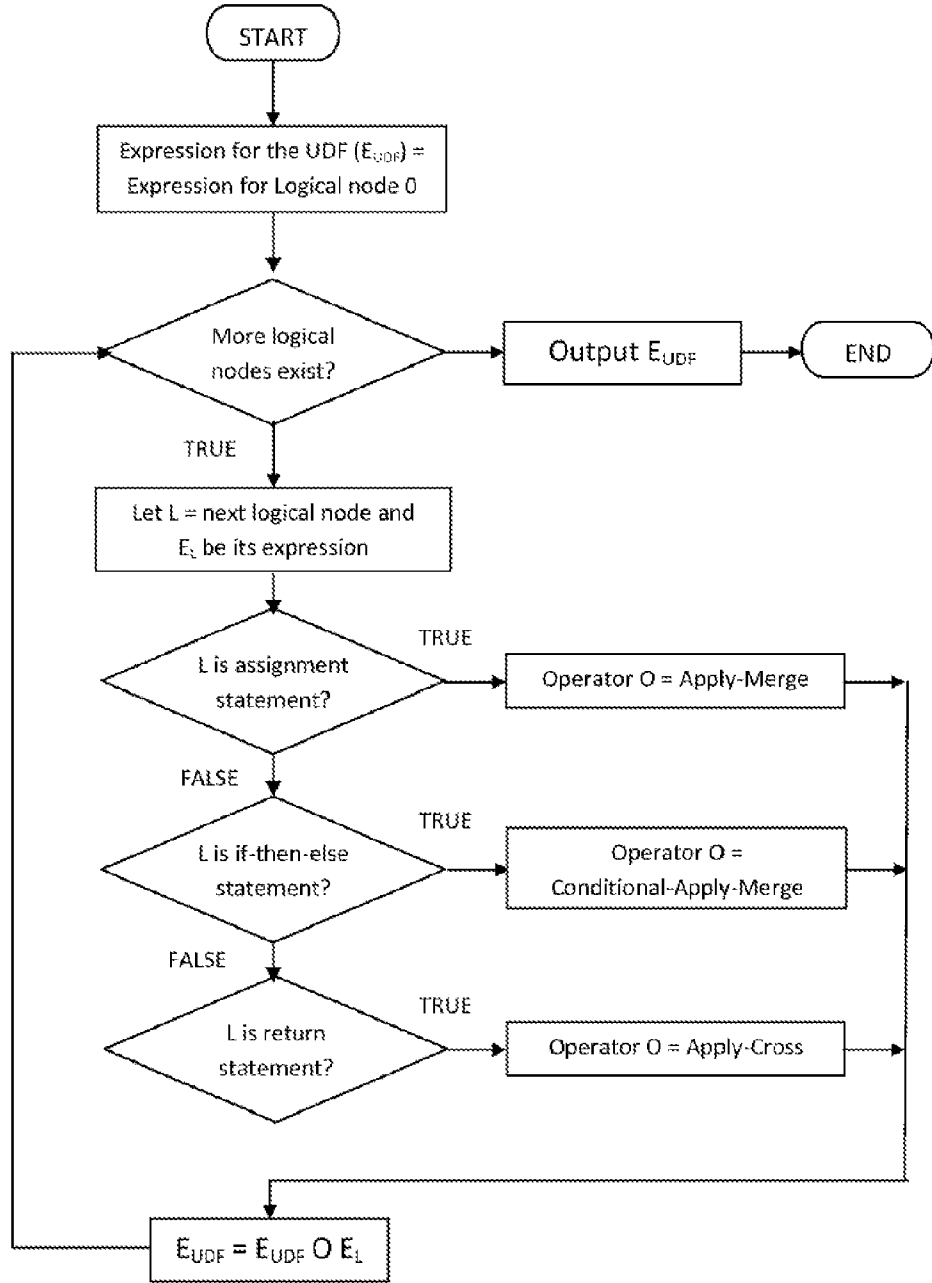 START
Expression for the UDF (E_UDF) =
Expression for Logical node 0
More logical
nodes exist?
Output E_UDF
END
TRUE
Let L = next logical node and
E_L be its expression
L is assignment
statement?
TRUE
Operator O = Apply-Merge
FALSE
L is if-then-else
statement?
TRUE
Operator O =
Conditional-Apply-Merge
FALSE
L is return
statement?
TRUE
Operator O = Apply-Cross
E_UDF = E_UDF O E_L